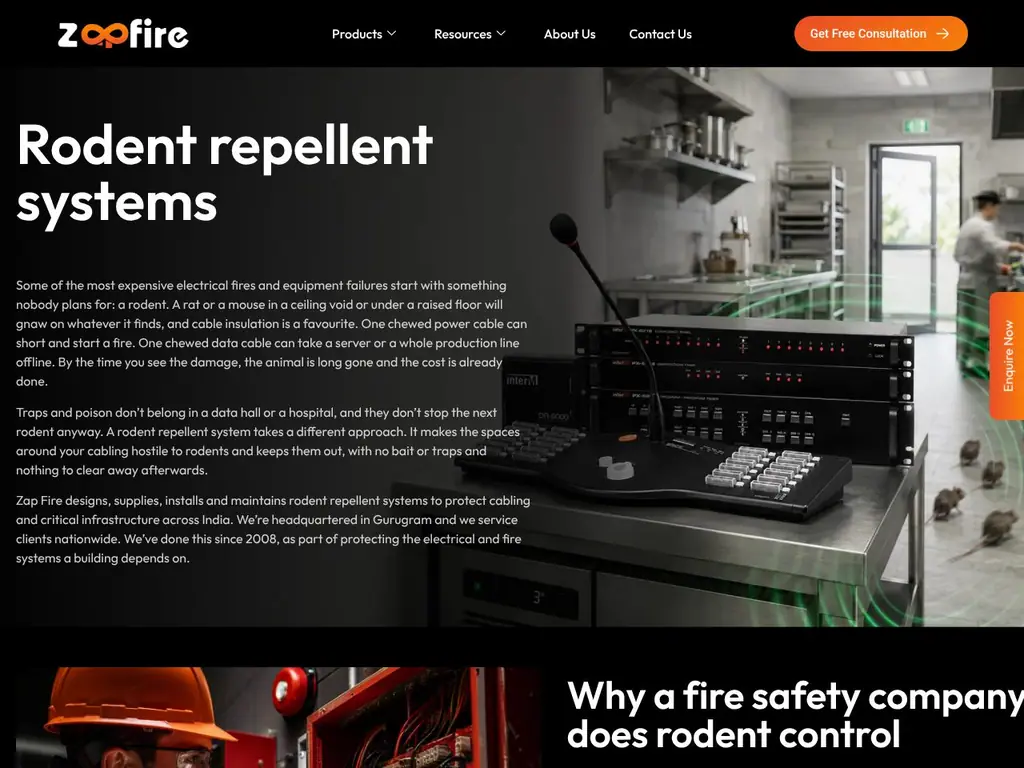 zapfire
Products
Resources
About Us
Contact Us
Get Free Consultation
Rodent repellent
systems
Some of the most expensive electrical fires and equipment failures start with something
nobody plans for: a rodent. A rat or a mouse in a ceiling void or under a raised floor will
gnaw on whatever it finds, and cable insulation is a favourite. One chewed power cable can
short and start a fire. One chewed data cable can take a server or a whole production line
offline. By the time you see the damage, the animal is long gone and the cost is already
done.
Traps and poison don’t belong in a data hall or a hospital, and they don’t stop the next
rodent anyway. A rodent repellent system takes a different approach. It makes the spaces
around your cabling hostile to rodents and keeps them out, with no bait or traps and
nothing to clear away afterwards.
Zap Fire designs, supplies, installs and maintains rodent repellent systems to protect cabling
and critical infrastructure across India. We’re headquartered in Gurugram and we service
clients nationwide. We’ve done this since 2008, as part of protecting the electrical and fire
systems a building depends on.
Enquire Now
inter-M
POWER
3°
Why a fire safety company
does rodent control